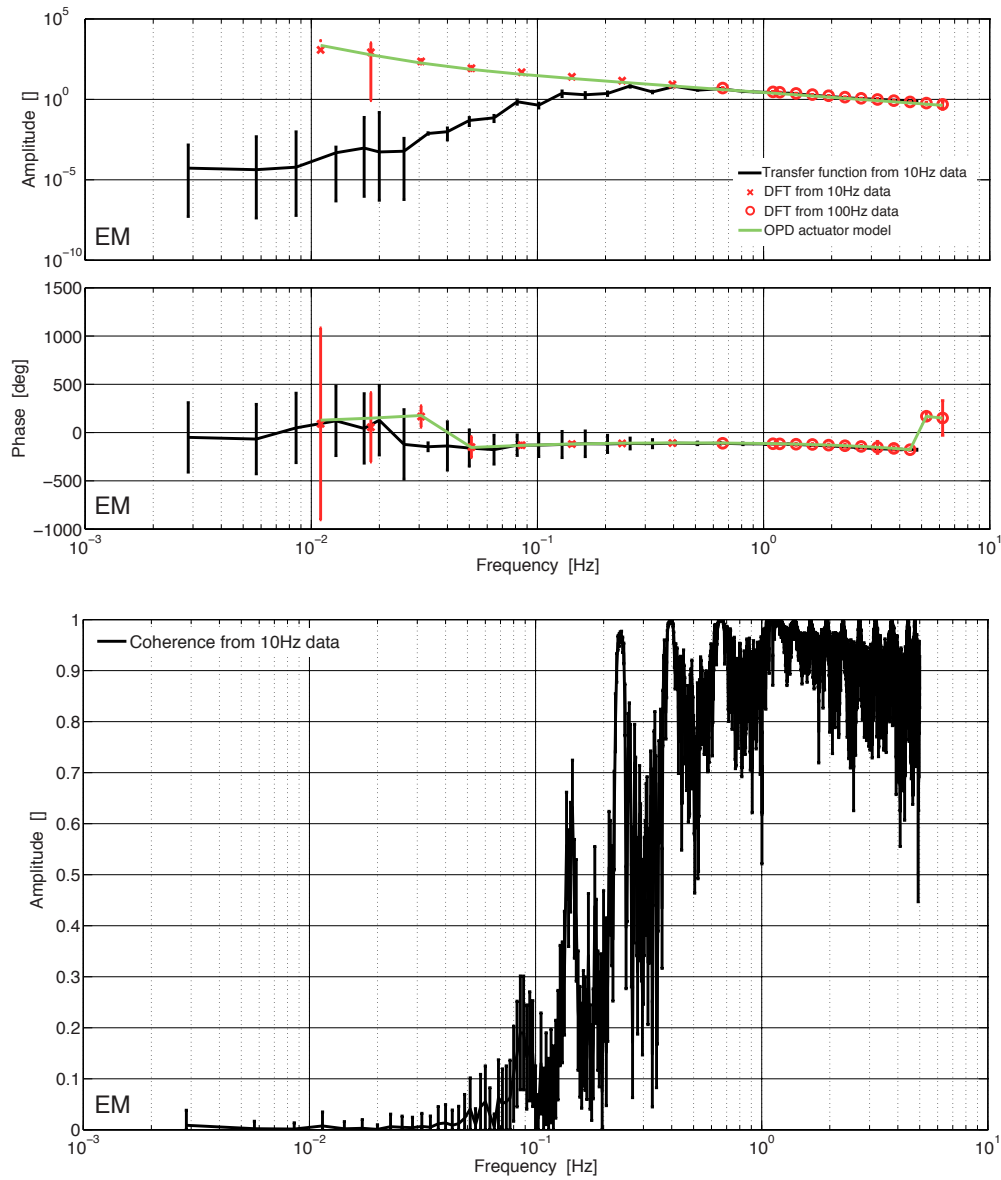 10^5
10^0
10^−5
10^−10
Amplitude []
Transfer function from 10Hz data
DFT from 10Hz data
DFT from 100Hz data
OPD actuator model
EM
1500
1000
500
0
−500
−1000
Phase [deg]
EM
10^−3 10^−2 10^−1 10^0 10^1
Frequency [Hz]
1
0.9
0.8
0.7
0.6
0.5
0.4
0.3
0.2
0.1
0
Amplitude []
Coherence from 10Hz data
EM
10^−3 10^−2 10^−1 10^0 10^1
Frequency [Hz]